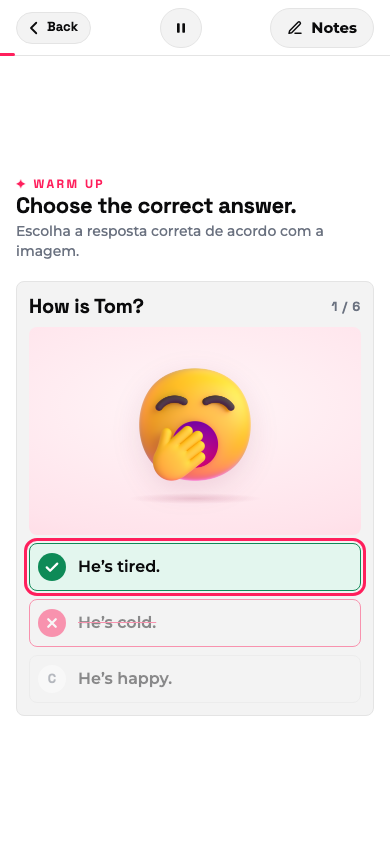 Back
Notes
WARM UP
Choose the correct answer.
Escolha a resposta correta de acordo com a
imagem.
How is Tom?
1 / 6
He's tired.
He's cold.
C
He's happy.